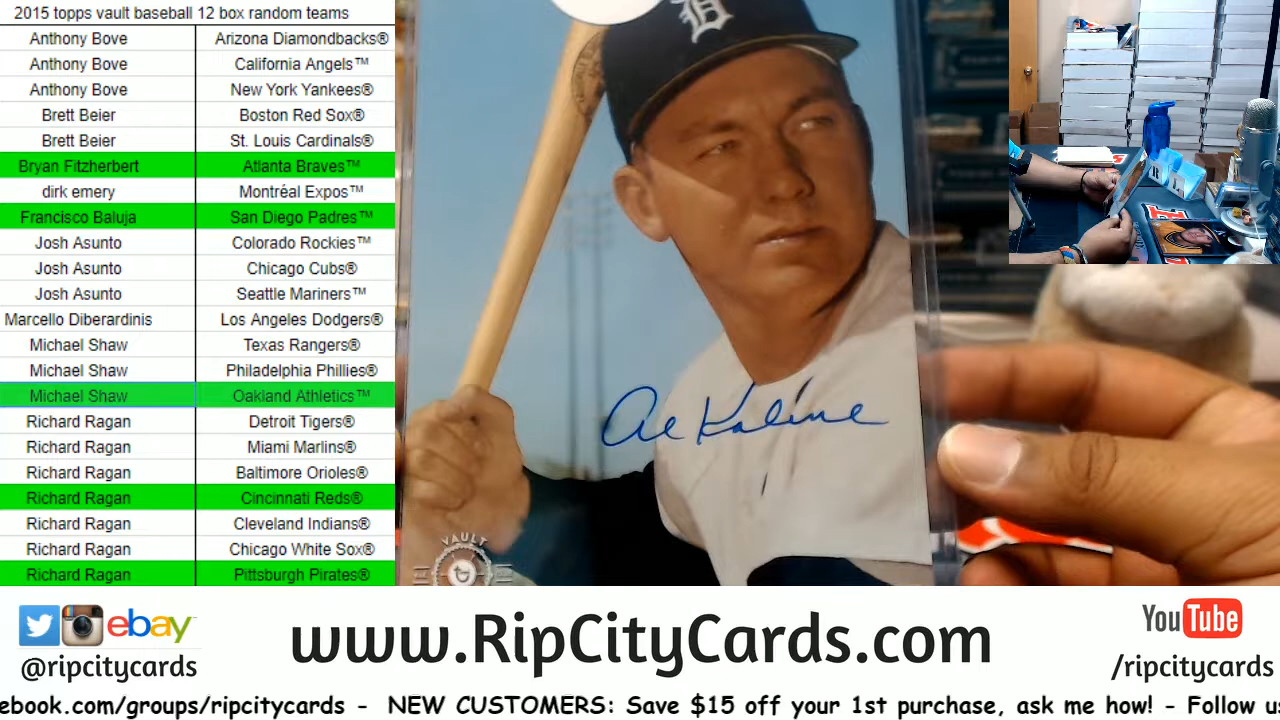 2015 topps vault baseball 12 box random teams
Anthony Bove Arizona Diamondbacks®
Anthony Bove California Angels™
Anthony Bove New York Yankees®
Brett Beier Boston Red Sox®
Brett Beier St. Louis Cardinals®
Bryan Fitzherbert Atlanta Braves™
dirk emery Montréal Expos™
Francisco Baluja San Diego Padres™
Josh Asunto Colorado Rockies™
Josh Asunto Chicago Cubs®
Josh Asunto Seattle Mariners™
Marcello Diberardinis Los Angeles Dodgers®
Michael Shaw Texas Rangers®
Michael Shaw Philadelphia Phillies®
Michael Shaw Oakland Athletics™
Richard Ragan Detroit Tigers®
Richard Ragan Miami Marlins®
Richard Ragan Baltimore Orioles®
Richard Ragan Cincinnati Reds®
Richard Ragan Cleveland Indians®
Richard Ragan Chicago White Sox®
Richard Ragan Pittsburgh Pirates®
D
Al Kaline
VAULT
ebay
@ripcitycards
www.RipCityCards.com
YouTube
/ripcitycards
ebook.com/groups/ripcitycards - NEW CUSTOMERS: Save $15 off your 1st purchase, ask me how! - Follow us